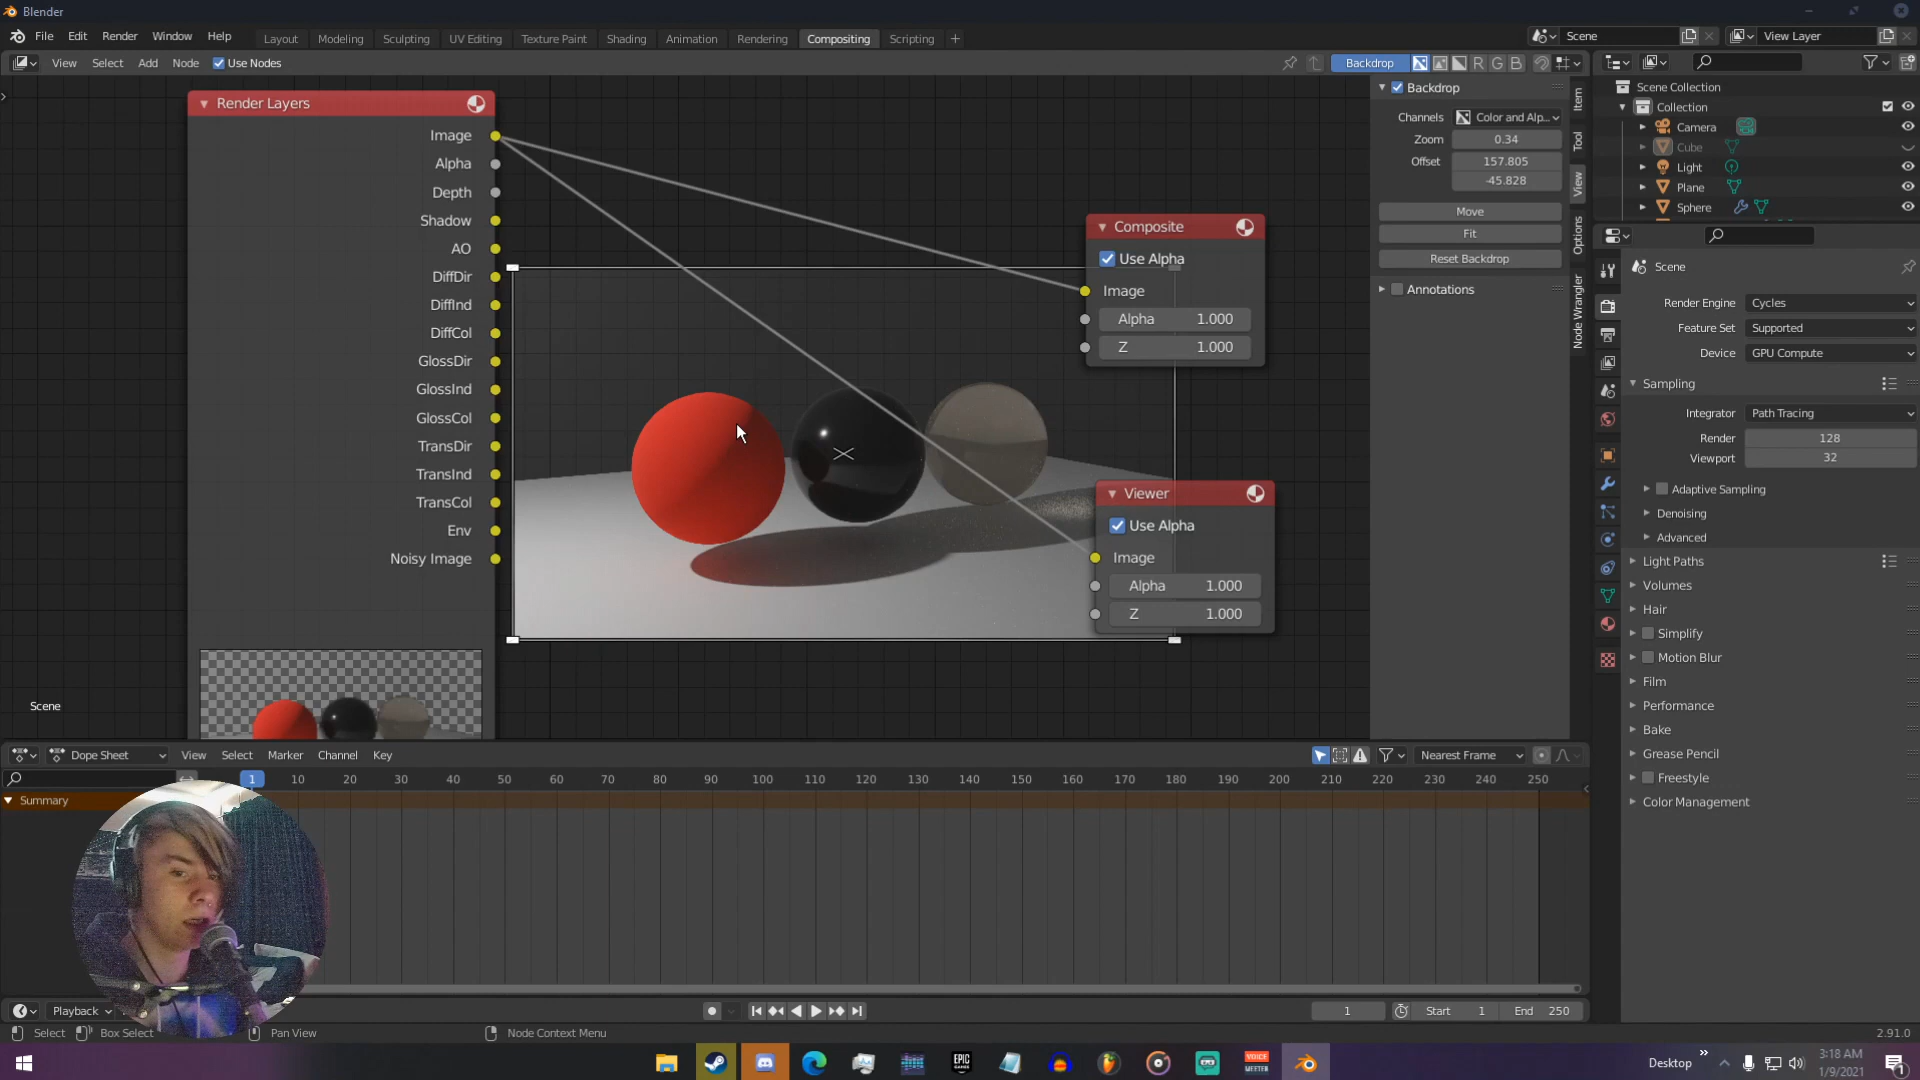 Blender
File Edit Render Window Help
Layout Modeling Sculpting UV Editing Texture Paint Shading Animation Rendering Compositing Scripting
Scene
View Layer
View Select Add Node Use Nodes
Backdrop R G B
Render Layers
Image
Alpha
Depth
Shadow
AO
DiffDir
DiffInd
DiffCol
GlossDir
GlossInd
GlossCol
TransDir
TransInd
TransCol
Env
Noisy Image
Composite
Use Alpha
Image
Alpha 1.000
Z 1.000
Viewer
Use Alpha
Image
Alpha 1.000
Z 1.000
Scene
Backdrop
Channels Color and Alp...
Zoom 0.34
Offset 157.805
-45.828
Move
Fit
Reset Backdrop
Annotations
Item
Tool
View
Options
Node Wrangler
Scene Collection
Collection
Camera
Cube
Light
Plane
Sphere
Scene
Render Engine Cycles
Feature Set Supported
Device GPU Compute
Sampling
Integrator Path Tracing
Render 128
Viewport 32
Adaptive Sampling
Denoising
Advanced
Light Paths
Volumes
Hair
Simplify
Motion Blur
Film
Performance
Bake
Grease Pencil
Freestyle
Color Management
Dope Sheet View Select Marker Channel Key
Nearest Frame
1 10 20 30 40 50 60 70 80 90 100 110 120 130 140 150 160 170 180 190 200 210 220 230 240 250
Summary
Playback
1 Start 1 End 250
Select Box Select Pan View Node Context Menu
2.91.0
EPIC GAMES
VOICE MEETER
Desktop
3:18 AM
1/9/2021
1